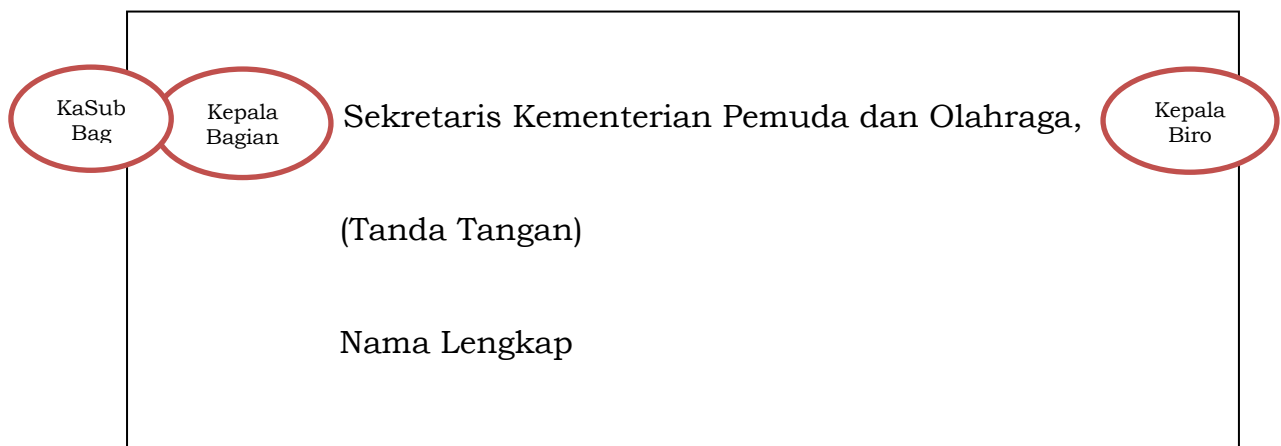 KaSub
Bag
Kepala
Bagian
Sekretaris Kementerian Pemuda dan Olahraga,
Kepala
Biro
(Tanda Tangan)
Nama Lengkap